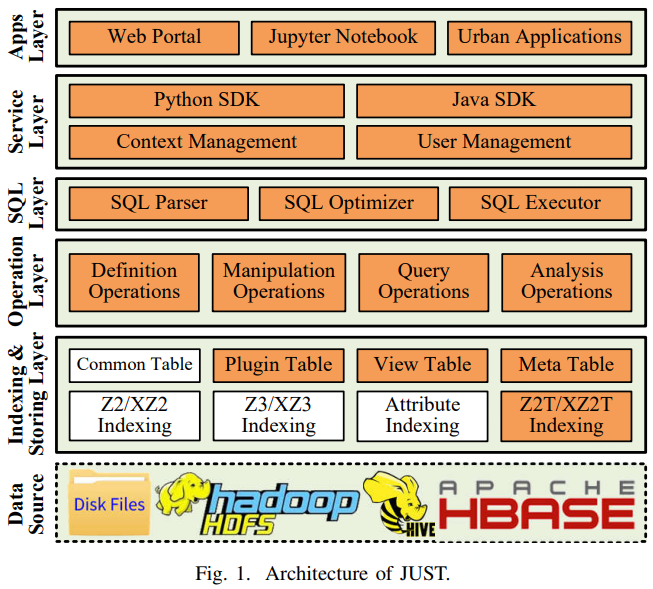 Apps
Layer
Web Portal
Jupyter Notebook
Urban Applications
Service
Layer
Python SDK
Java SDK
Context Management
User Management
SQL
Layer
SQL Parser
SQL Optimizer
SQL Executor
Operation
Layer
Definition
Operations
Manipulation
Operations
Query
Operations
Analysis
Operations
Indexing &
Storing Layer
Common Table
Plugin Table
View Table
Meta Table
Z2/XZ2
Indexing
Z3/XZ3
Indexing
Attribute
Indexing
Z2T/XZ2T
Indexing
Data
Source
Disk Files
hadoop
HDFS
HIVE
APACHE
HBASE
Fig. 1. Architecture of JUST.